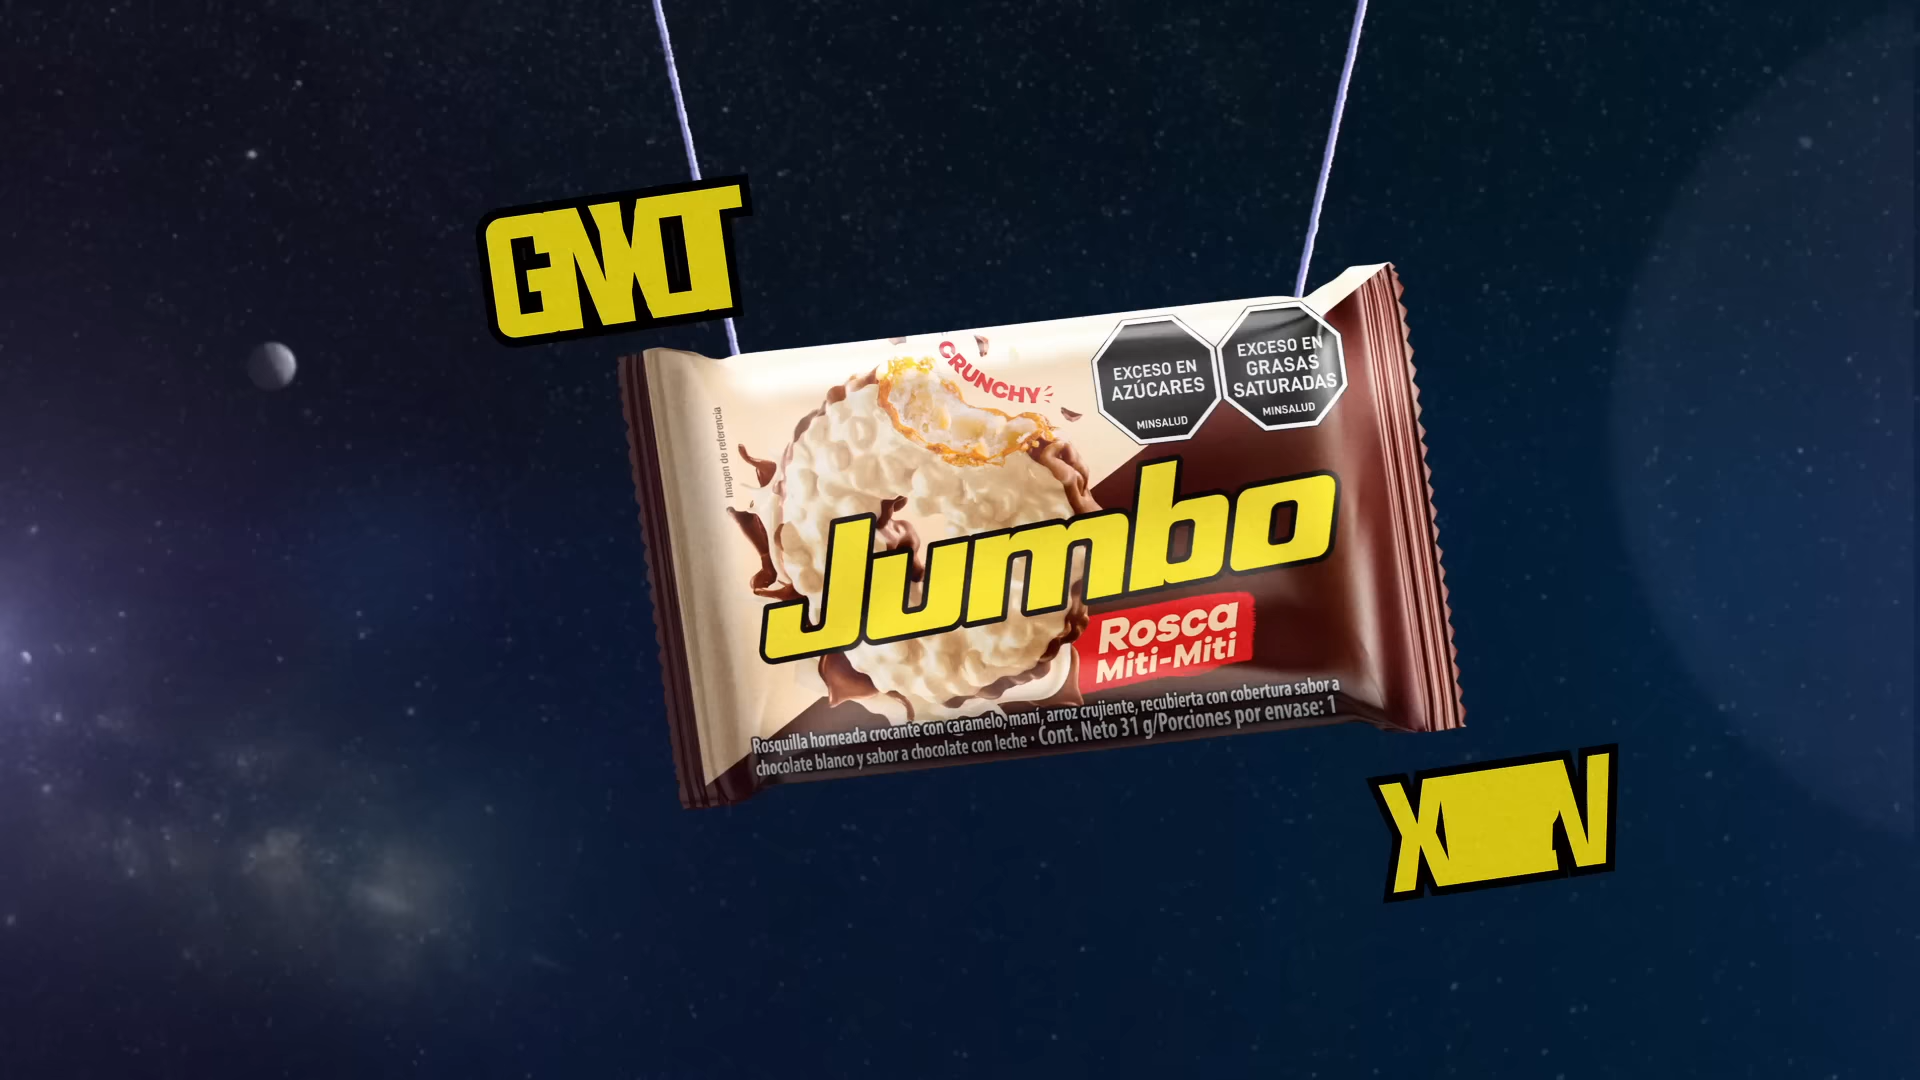 CRUNCHY
EXCESO EN
AZÚCARES
MINSALUD
EXCESO EN
GRASAS
SATURADAS
MINSALUD
Imagen de referencia
Jumbo
Rosca
Miti-Miti
Rosquilla horneada crocante con caramelo, maní, arroz crujiente, recubierta con cobertura sabor a
chocolate blanco y sabor a chocolate con leche • Cont. Neto 31 g/Porciones por envase: 1